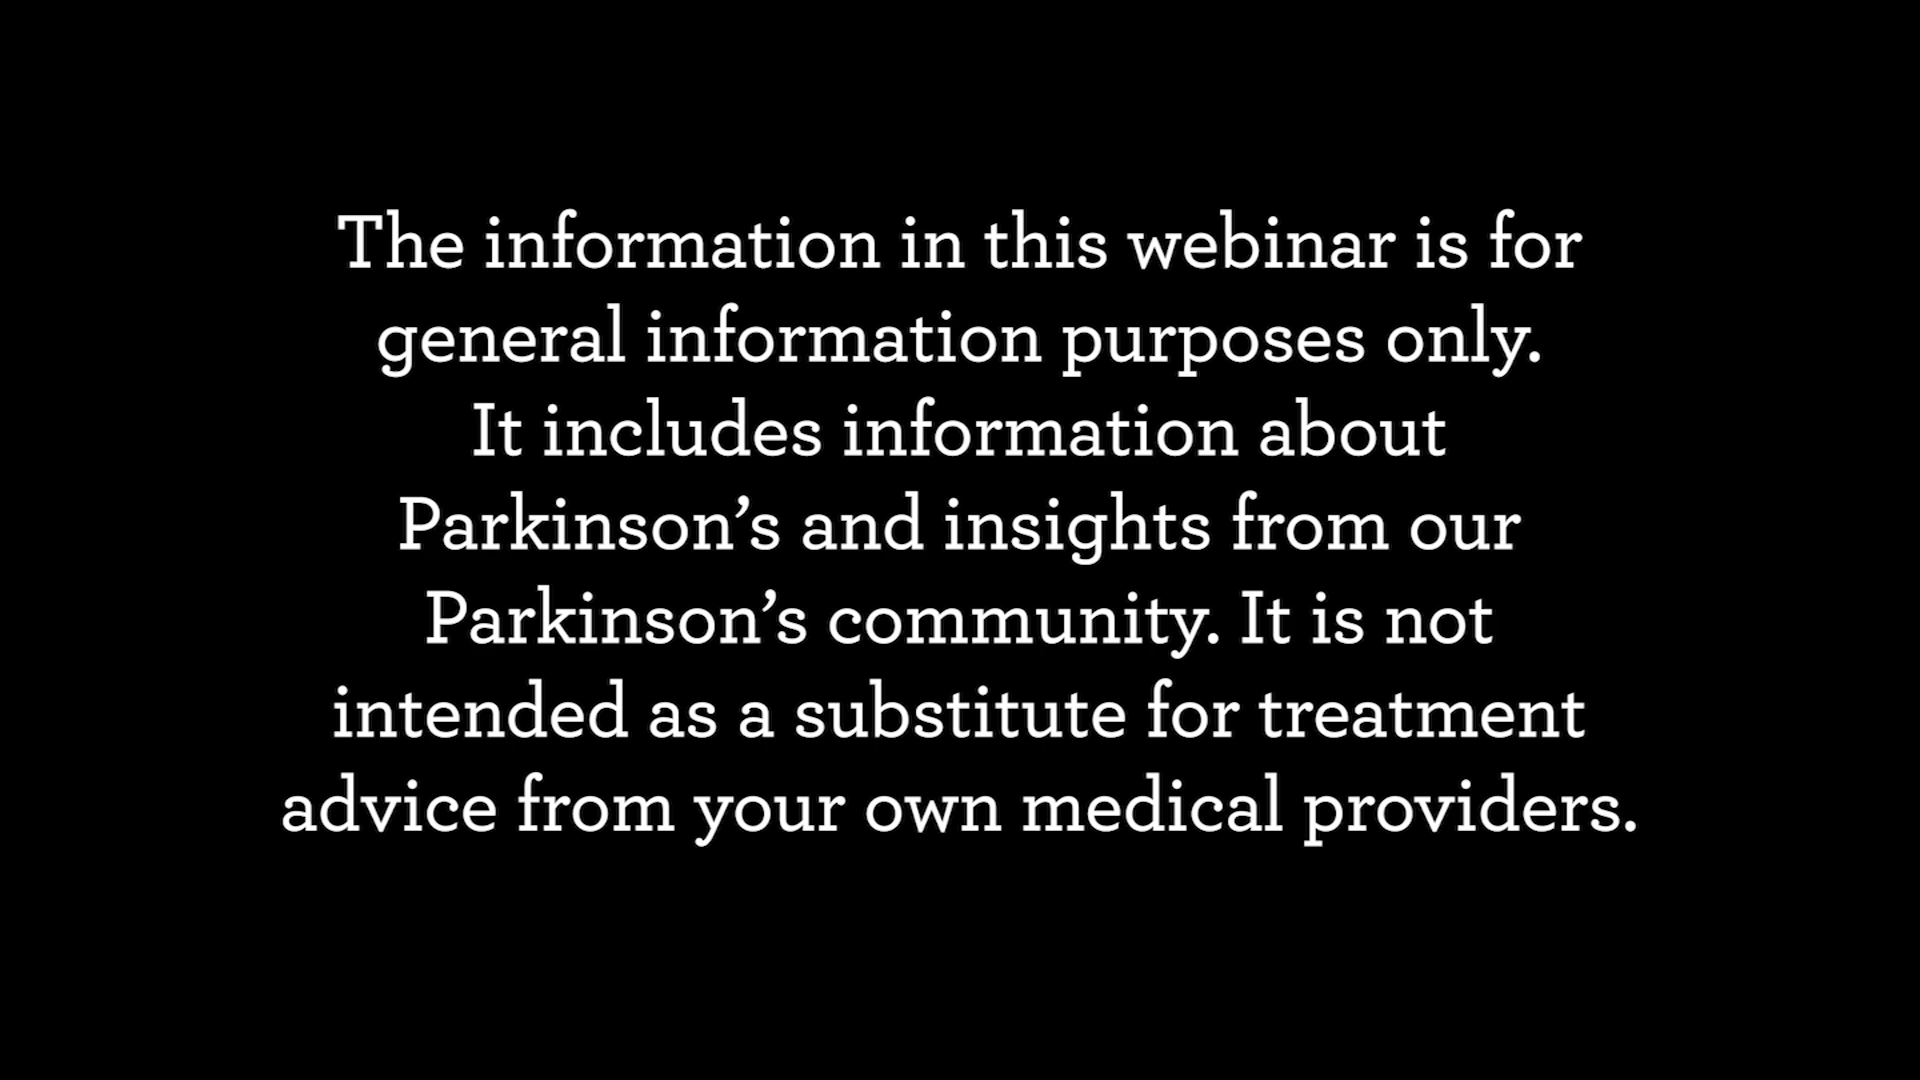 The information in this webinar is for
general information purposes only.
It includes information about
Parkinson’s and insights from our
Parkinson’s community. It is not
intended as a substitute for treatment
advice from your own medical providers.